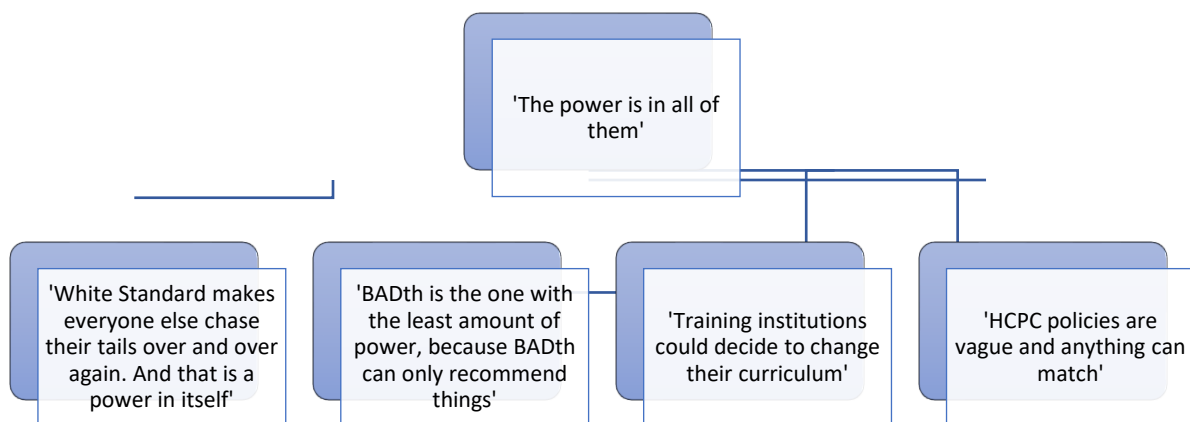 'The power is in all of
them'
'White Standard makes
everyone else chase
their tails over and over
again. And that is a
power in itself'
'BADth is the one with
the least amount of
power, because BADth
can only recommend
things'
'Training institutions
could decide to change
their curriculum'
'HCPC policies are
vague and anything can
match'